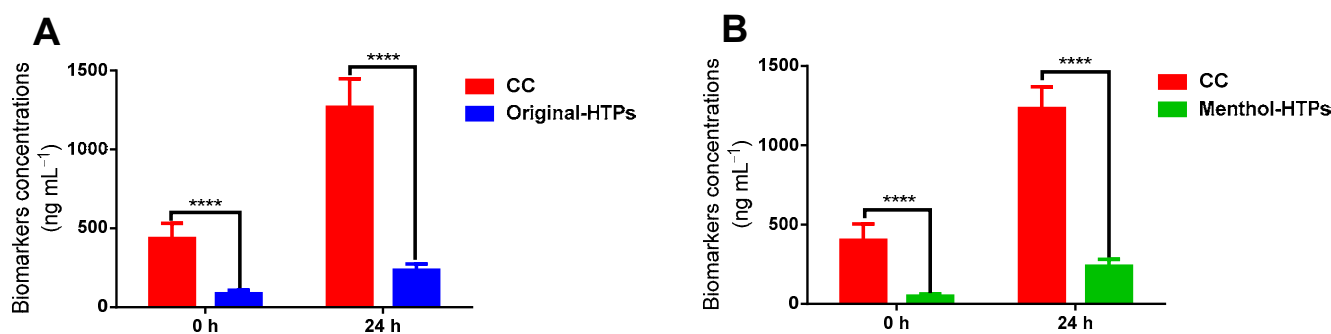 A
Biomarkers concentrations
(ng mL⁻¹)
1500
1000
500
0
****
****
0 h
24 h
CC
Original-HTPs
B
Biomarkers concentrations
(ng mL⁻¹)
1500
1000
500
0
****
****
0 h
24 h
CC
Menthol-HTPs